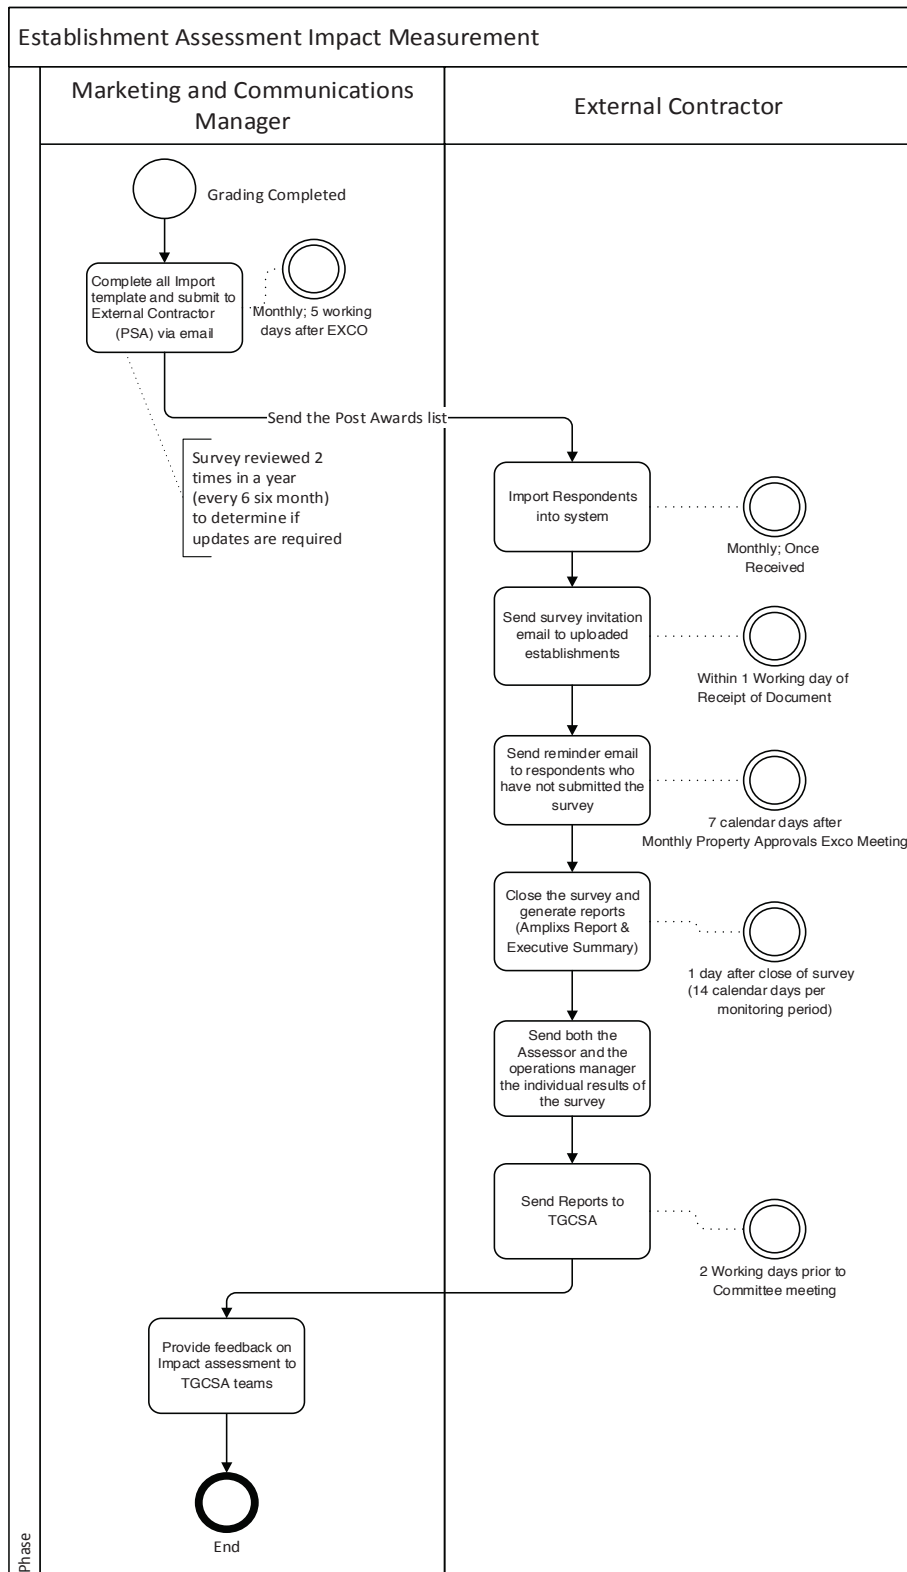 Establishment Assessment Impact Measurement
Marketing and Communications
Manager
External Contractor
Grading Completed
Complete all Import
template and submit to
External Contractor
(PSA) via email
Monthly; 5 working
days after EXCO
Send the Post Awards list
Survey reviewed 2
times in a year
(every 6 six month)
to determine if
updates are required
Import Respondents
into system
Monthly; Once
Received
Send survey invitation
email to uploaded
establishments
Within 1 Working day of
Receipt of Document
Send reminder email
to respondents who
have not submitted the
survey
7 calendar days after
Monthly Property Approvals Exco Meeting
Close the survey and
generate reports
(Amplixs Report &
Executive Summary)
1 day after close of survey
(14 calendar days per
monitoring period)
Send both the
Assessor and the
operations manager
the individual results of
the survey
Send Reports to
TGCSA
2 Working days prior to
Committee meeting
Provide feedback on
Impact assessment to
TGCSA teams
End
Phase